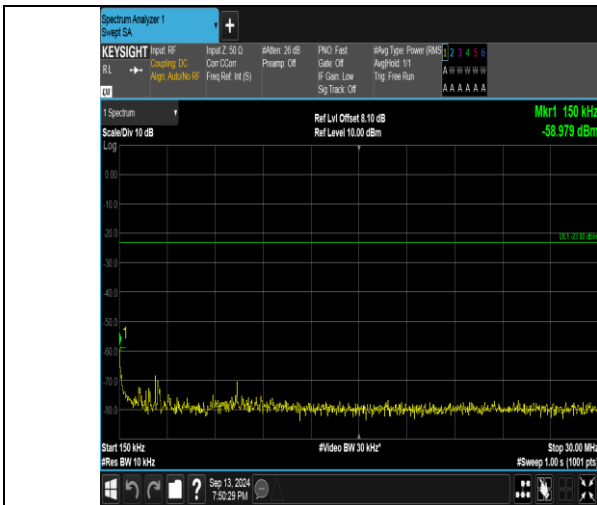 Spectrum Analyzer 1
Swept SA
KEYSIGHT
RL
LXI
Input: RF
Coupling: DC
Align: Auto/No RF
Input Z: 50 Ω
Corr CCorr
Freq Ref: Int (S)
#Atten: 26 dB
Preamp: Off
PNO: Fast
Gate: Off
IF Gain: Low
Sig Track: Off
#Avg Type: Power (RMS
Avg|Hold: 1/1
Trig: Free Run
1 2 3 4 5 6
A W W W W W
A A A A A A
1 Spectrum
Scale/Div 10 dB
Ref Lvl Offset 8.10 dB
Ref Level 10.00 dBm
Mkr1 150 kHz
-58.979 dBm
Log
0.00
-10.0
-20.0
DL1 -23.00 dBm
-30.0
-40.0
-50.0
1
-60.0
-70.0
-80.0
Start 150 kHz
#Video BW 30 kHz*
Stop 30.00 MHz
#Res BW 10 kHz
#Sweep 1.00 s (1001 pts)
?
Sep 13, 2024
7:50:29 PM